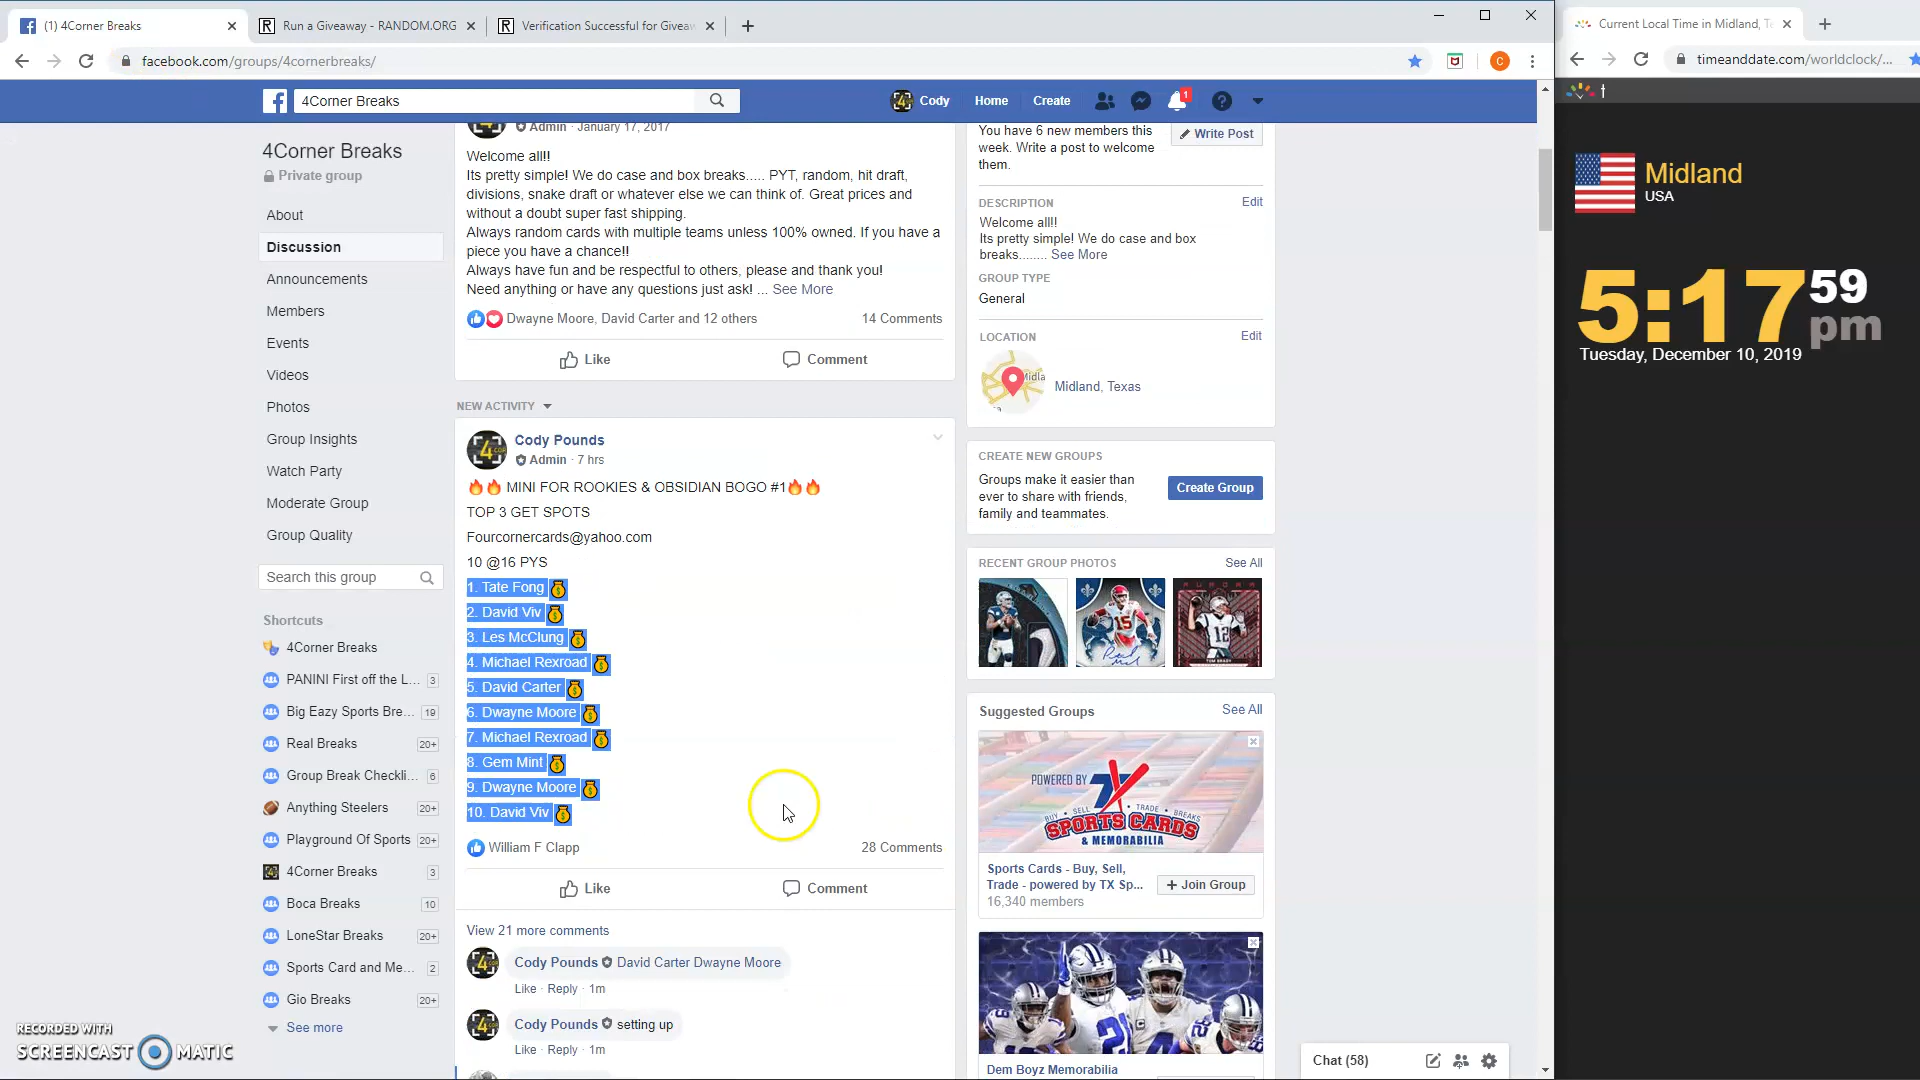 (1) 4Corner Breaks
Run a Giveaway - RANDOM.ORG
Verification Successful for Giveaw
Current Local Time in Midland, Te
facebook.com/groups/4cornerbreaks/
timeanddate.com/worldclock/...
4Corner Breaks
Cody
Home
Create
1
4Corner Breaks
Private group
About
Discussion
Announcements
Members
Events
Videos
Photos
Group Insights
Watch Party
Moderate Group
Group Quality
Search this group
Shortcuts
4Corner Breaks
PANINI First off the L... 3
Big Eazy Sports Bre... 19
Real Breaks 20+
Group Break Checkli... 6
Anything Steelers 20+
Playground Of Sports 20+
4Corner Breaks 3
Boca Breaks 10
LoneStar Breaks 20+
Sports Card and Me... 2
Gio Breaks 20+
See more
RECORDED WITH
SCREENCAST MATIC
Admin · January 17, 2017
Welcome all!!
Its pretty simple! We do case and box breaks..... PYT, random, hit draft,
divisions, snake draft or whatever else we can think of. Great prices and
without a doubt super fast shipping.
Always random cards with multiple teams unless 100% owned. If you have a
piece you have a chance!!
Always have fun and be respectful to others, please and thank you!
Need anything or have any questions just ask! ... See More
Dwayne Moore, David Carter and 12 others
14 Comments
Like
Comment
NEW ACTIVITY
Cody Pounds
Admin · 7 hrs
🔥🔥 MINI FOR ROOKIES & OBSIDIAN BOGO #1🔥🔥
TOP 3 GET SPOTS
Fourcornercards@yahoo.com
10 @16 PYS
1. Tate Fong 💰
2. David Viv 💰
3. Les McClung 💰
4. Michael Rexroad 💰
5. David Carter 💰
6. Dwayne Moore 💰
7. Michael Rexroad 💰
8. Gem Mint 💰
9. Dwayne Moore 💰
10. David Viv 💰
William F Clapp
28 Comments
Like
Comment
View 21 more comments
Cody Pounds David Carter Dwayne Moore
Like · Reply · 1m
Cody Pounds setting up
Like · Reply · 1m
You have 6 new members this
week. Write a post to welcome
them.
Write Post
DESCRIPTION
Edit
Welcome all!!
Its pretty simple! We do case and box
breaks........ See More
GROUP TYPE
General
LOCATION
Edit
Midla
Midland, Texas
CREATE NEW GROUPS
Groups make it easier than
ever to share with friends,
family and teammates.
Create Group
RECENT GROUP PHOTOS
See All
15
12
TOM BRADY
Suggested Groups
See All
POWERED BY
7X
BUY · SELL · TRADE · BREAKS
SPORTS CARDS
& MEMORABILIA
Sports Cards - Buy, Sell,
Trade - powered by TX Sp...
16,340 members
+ Join Group
Dem Boyz Memorabilia
Chat (58)
Midland
USA
5:17 59
pm
Tuesday, December 10, 2019